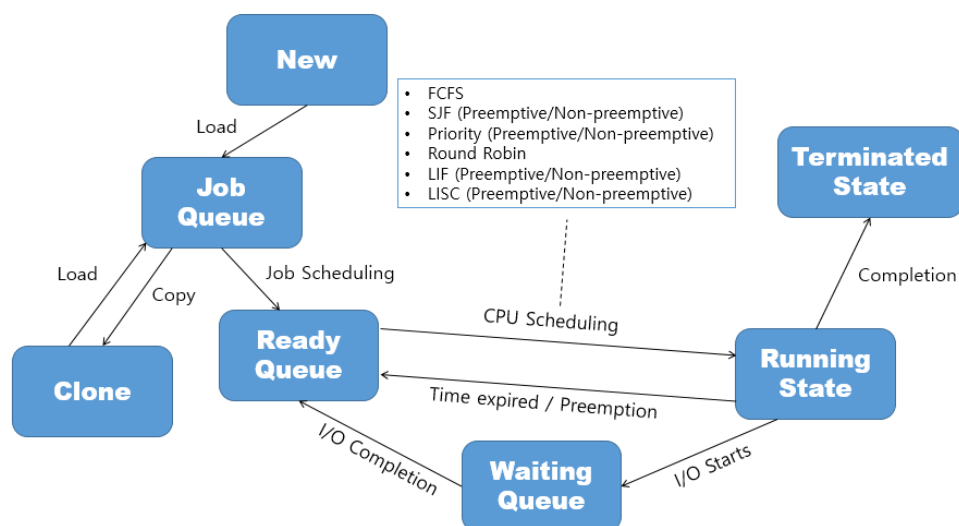 New
• FCFS
• SJF (Preemptive/Non-preemptive)
• Priority (Preemptive/Non-preemptive)
• Round Robin
• LIF (Preemptive/Non-preemptive)
• LISC (Preemptive/Non-preemptive)
Load
Terminated
State
Job
Queue
Load
Copy
Job Scheduling
Completion
CPU Scheduling
Ready
Queue
Running
State
Clone
Time expired / Preemption
I/O Completion
I/O Starts
Waiting
Queue